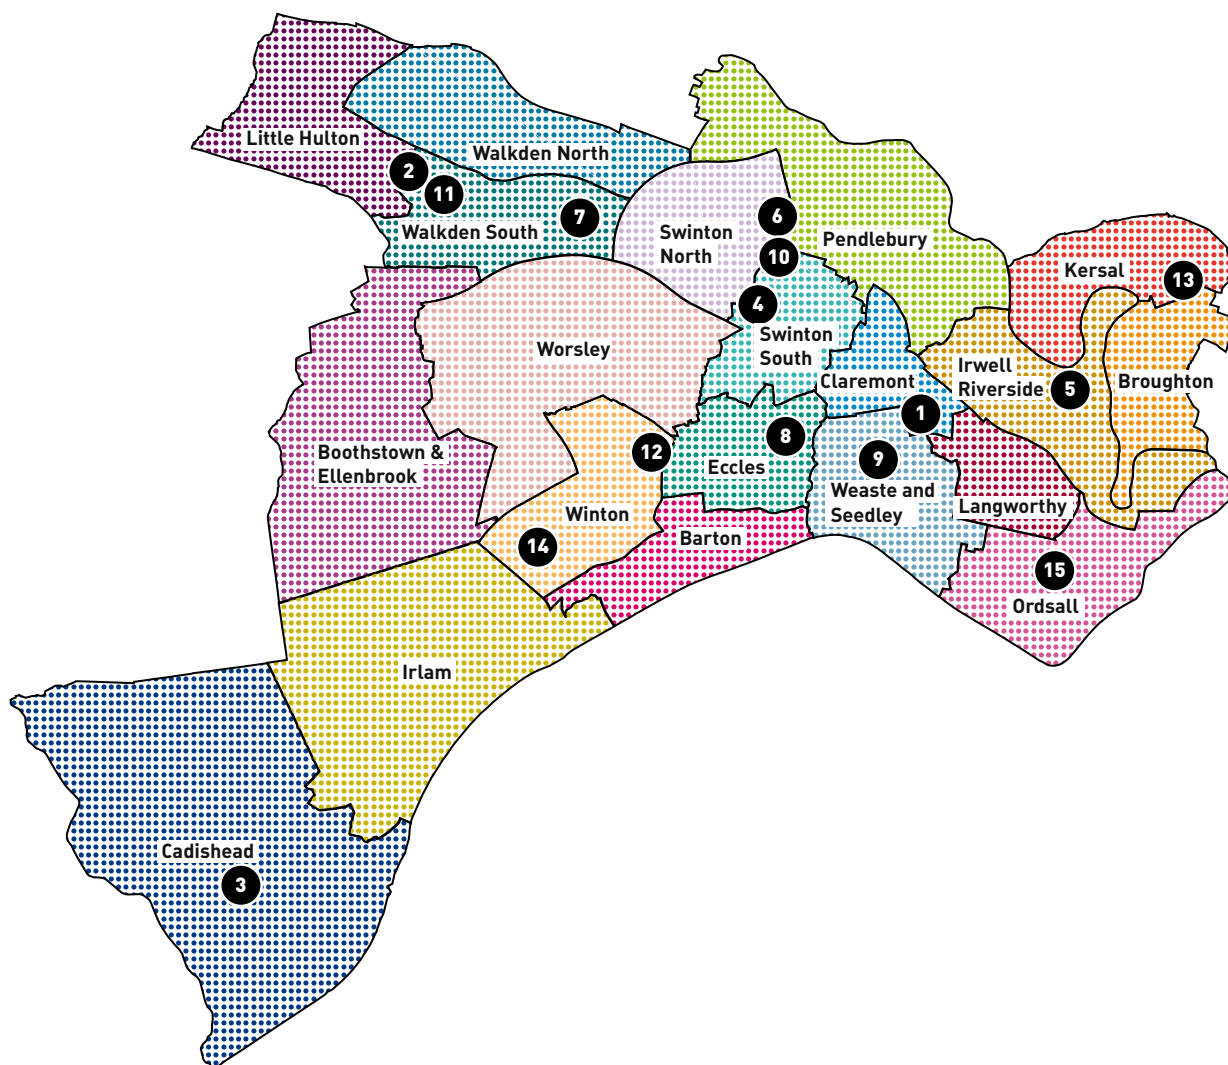 Little Hulton
Walkden North
2
11
7
Walkden South
6
Swinton
North
Pendlebury
10
Kersal
13
4
Swinton
South
Worsley
Claremont
Irwell
Riverside
5
Broughton
1
8
12
Boothstown &
Ellenbrook
Eccles
9
Weaste and
Seedley
Langworthy
Winton
14
Barton
15
Ordsall
Irlam
Cadishead
3